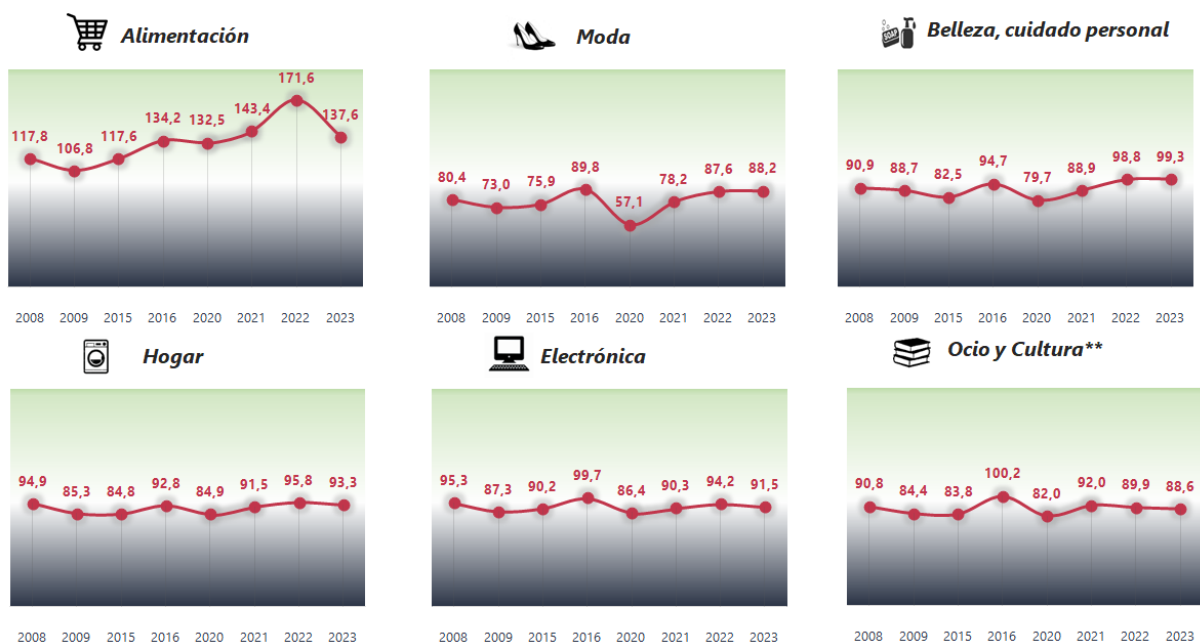 Alimentación
117,8 106,8 117,6 134,2 132,5 143,4 171,6 137,6
2008 2009 2015 2016 2020 2021 2022 2023
Moda
80,4 73,0 75,9 89,8 57,1 78,2 87,6 88,2
2008 2009 2015 2016 2020 2021 2022 2023
SOAP
Belleza, cuidado personal
90,9 88,7 82,5 94,7 79,7 88,9 98,8 99,3
2008 2009 2015 2016 2020 2021 2022 2023
Hogar
94,9 85,3 84,8 92,8 84,9 91,5 95,8 93,3
2008 2009 2015 2016 2020 2021 2022 2023
Electrónica
95,3 87,3 90,2 99,7 86,4 90,3 94,2 91,5
2008 2009 2015 2016 2020 2021 2022 2023
Ocio y Cultura**
90,8 84,4 83,8 100,2 82,0 92,0 89,9 88,6
2008 2009 2015 2016 2020 2021 2022 2023